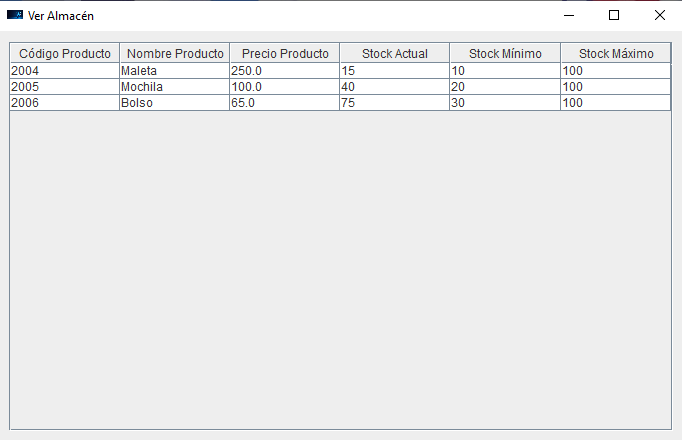 Ver Almacén
Código Producto Nombre Producto Precio Producto Stock Actual Stock Mínimo Stock Máximo
2004 Maleta 250.0 15 10 100
2005 Mochila 100.0 40 20 100
2006 Bolso 65.0 75 30 100